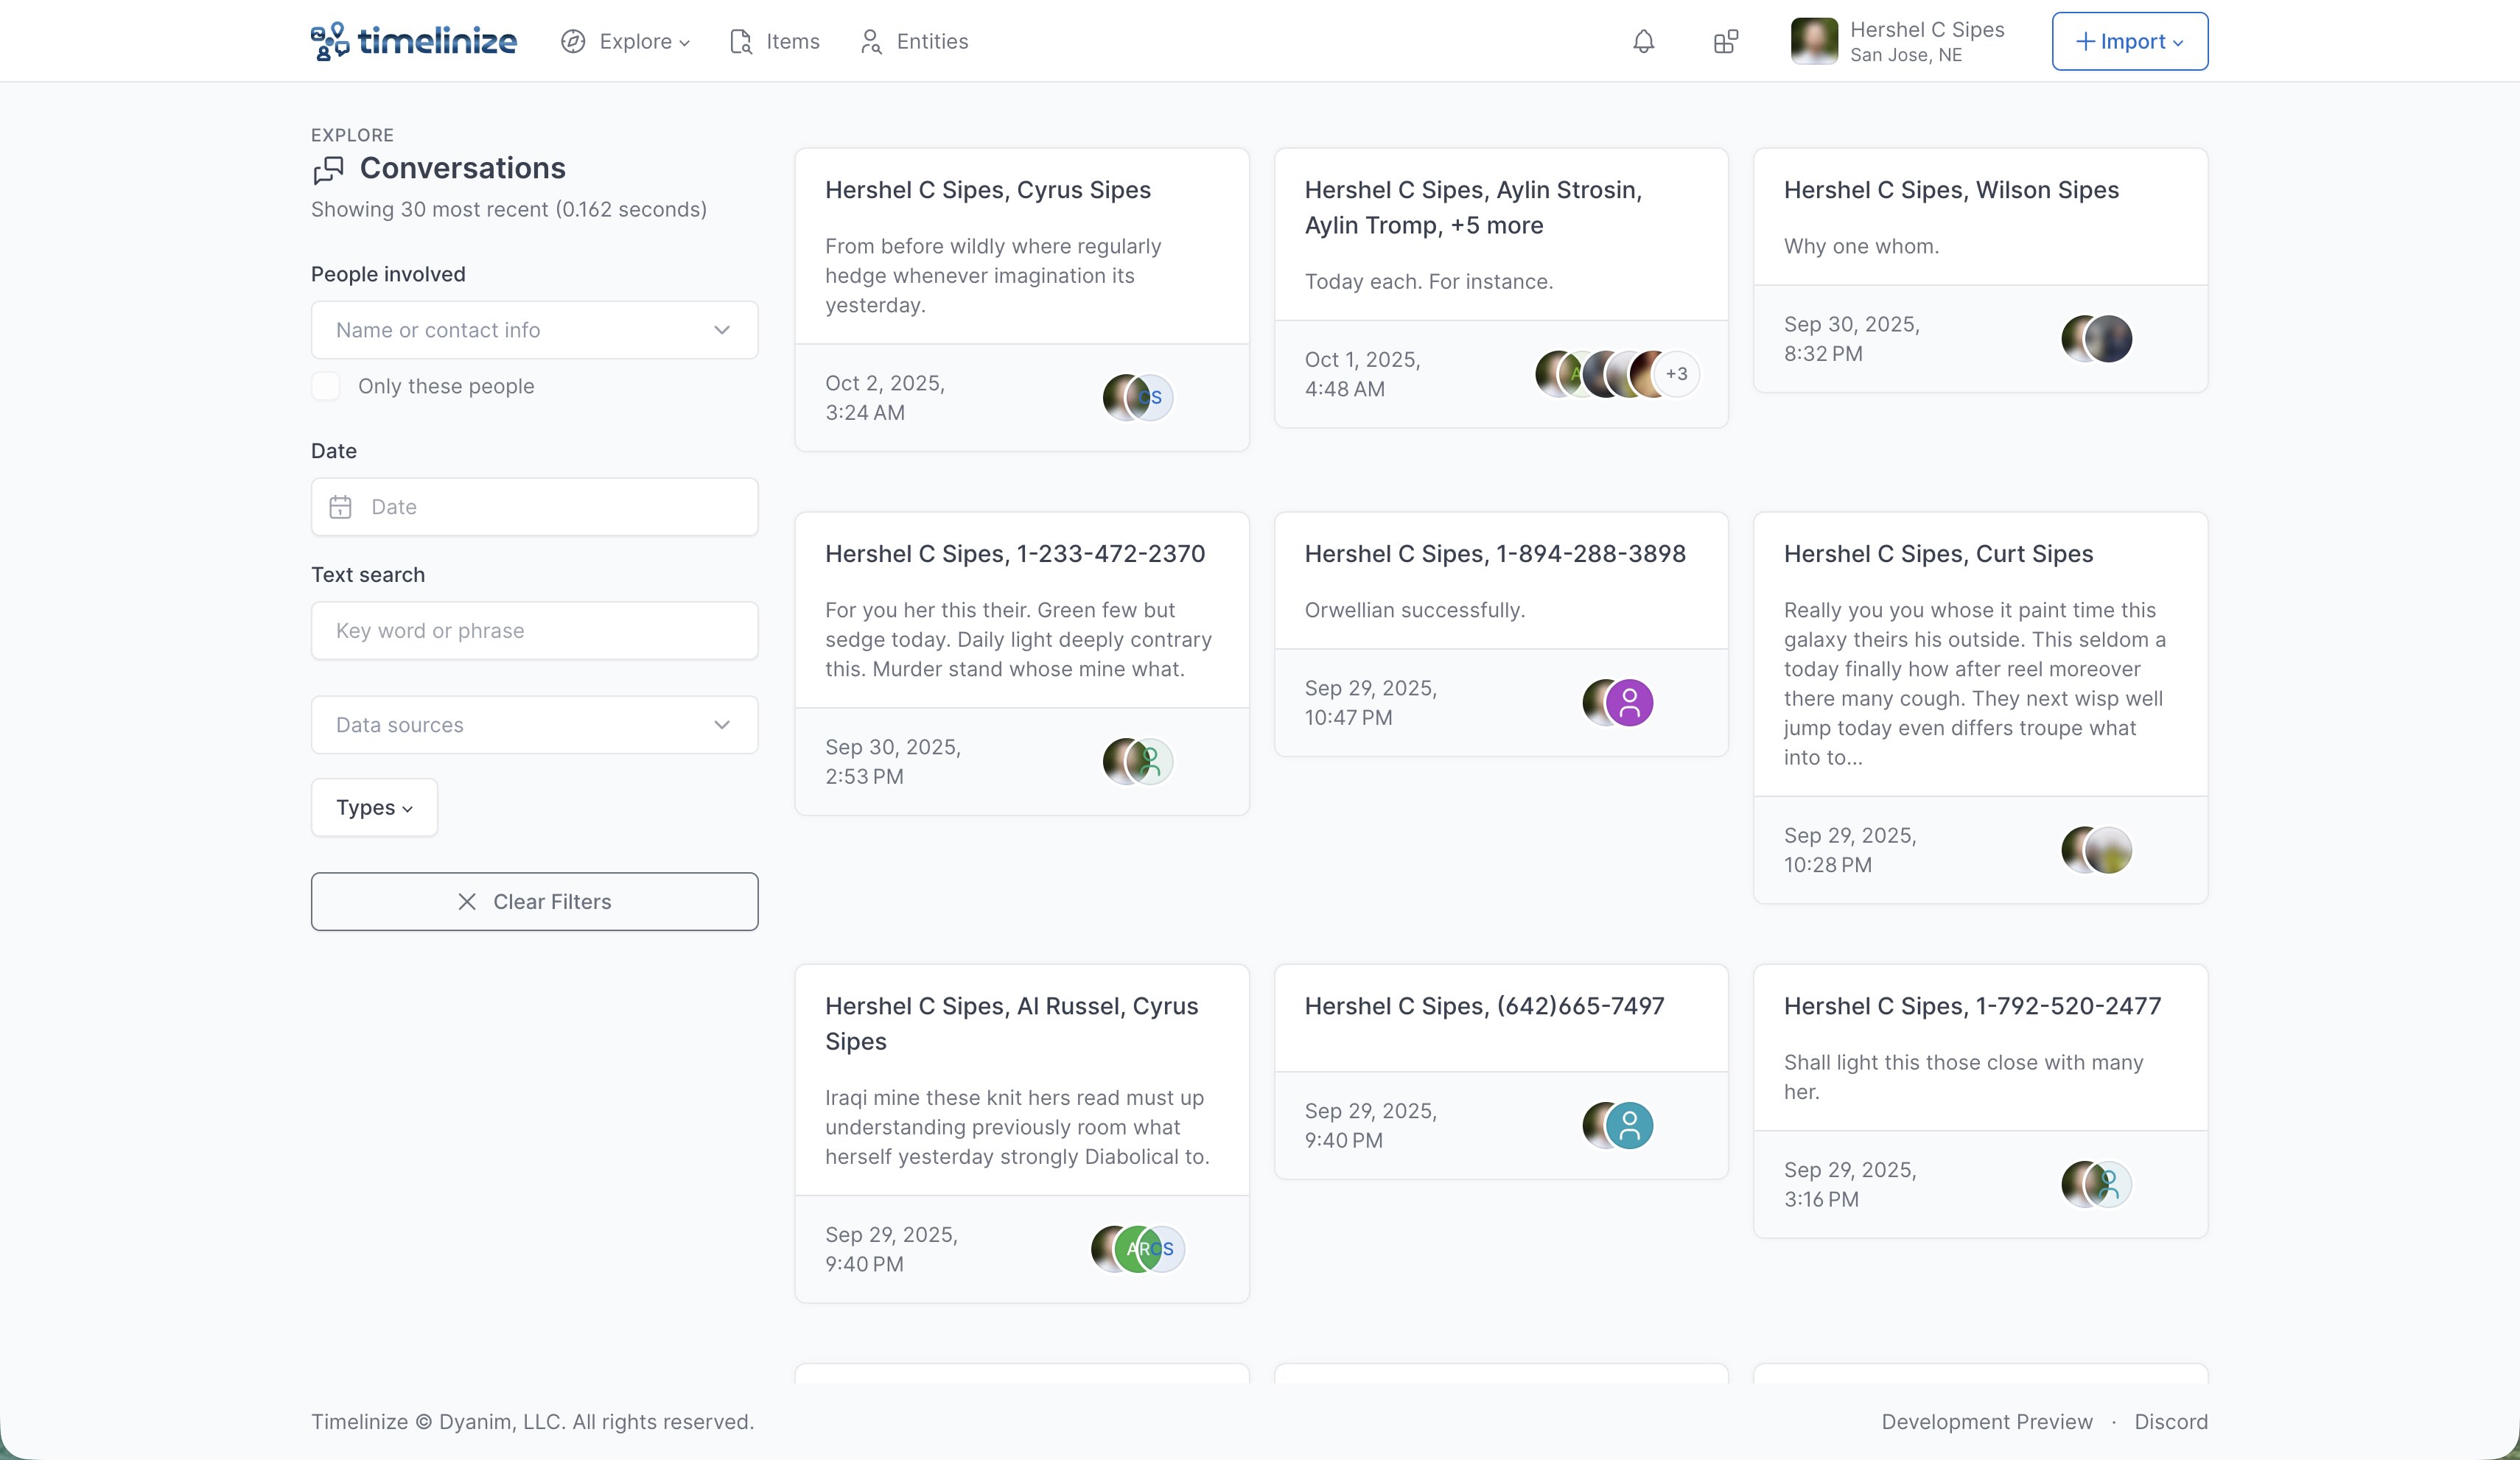 timelinize
Explore
Items
Entities
Hershel C Sipes
San Jose, NE
Import
EXPLORE
Conversations
Showing 30 most recent (0.162 seconds)
People involved
Name or contact info
Only these people
Date
Date
Text search
Key word or phrase
Data sources
Types
Clear Filters
Hershel C Sipes, Cyrus Sipes
From before wildly where regularly
hedge whenever imagination its
yesterday.
Oct 2, 2025,
3:24 AM
CS
Hershel C Sipes, Aylin Strosin,
Aylin Tromp, +5 more
Today each. For instance.
Oct 1, 2025,
4:48 AM
A
+3
Hershel C Sipes, Wilson Sipes
Why one whom.
Sep 30, 2025,
8:32 PM
Hershel C Sipes, 1-233-472-2370
For you her this their. Green few but
sedge today. Daily light deeply contrary
this. Murder stand whose mine what.
Sep 30, 2025,
2:53 PM
Hershel C Sipes, 1-894-288-3898
Orwellian successfully.
Sep 29, 2025,
10:47 PM
Hershel C Sipes, Curt Sipes
Really you you whose it paint time this
galaxy theirs his outside. This seldom a
today finally how after reel moreover
there many cough. They next wisp well
jump today even differs troupe what
into to...
Sep 29, 2025,
10:28 PM
Hershel C Sipes, Al Russel, Cyrus
Sipes
Iraqi mine these knit hers read must up
understanding previously room what
herself yesterday strongly Diabolical to.
Sep 29, 2025,
9:40 PM
AR
CS
Hershel C Sipes, (642)665-7497
Sep 29, 2025,
9:40 PM
Hershel C Sipes, 1-792-520-2477
Shall light this those close with many
her.
Sep 29, 2025,
3:16 PM
Timelinize © Dyanim, LLC. All rights reserved.
Development Preview · Discord